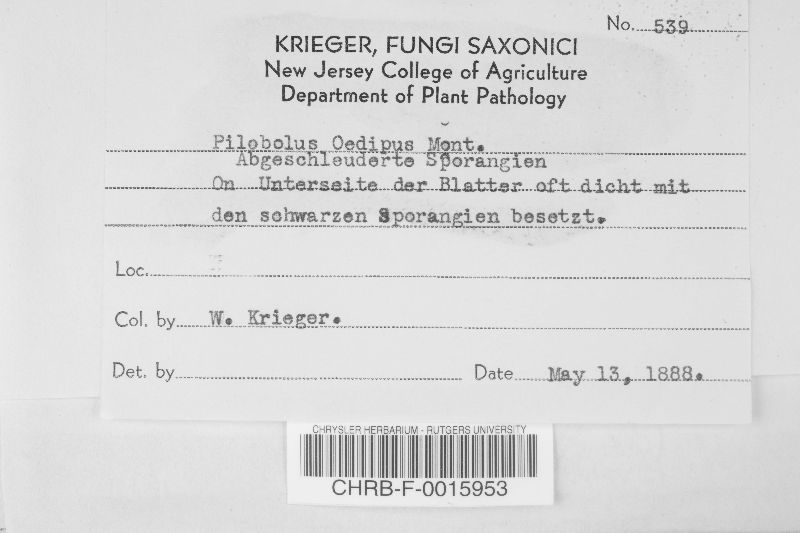 No. 539
KRIEGER, FUNGI SAXONICI
New Jersey College of Agriculture
Department of Plant Pathology
Pilobolus Oedipus Mont.
Abgeschleuderte Sporangien
On Unterseite der Blatter oft dicht mit
den schwarzen Sporangien besetzt.
Loc.
Col. by W. Krieger.
Det. by Date May 13, 1888.
CHRYSLER HERBARIUM - RUTGERS UNIVERSITY
CHRB-F-0015953